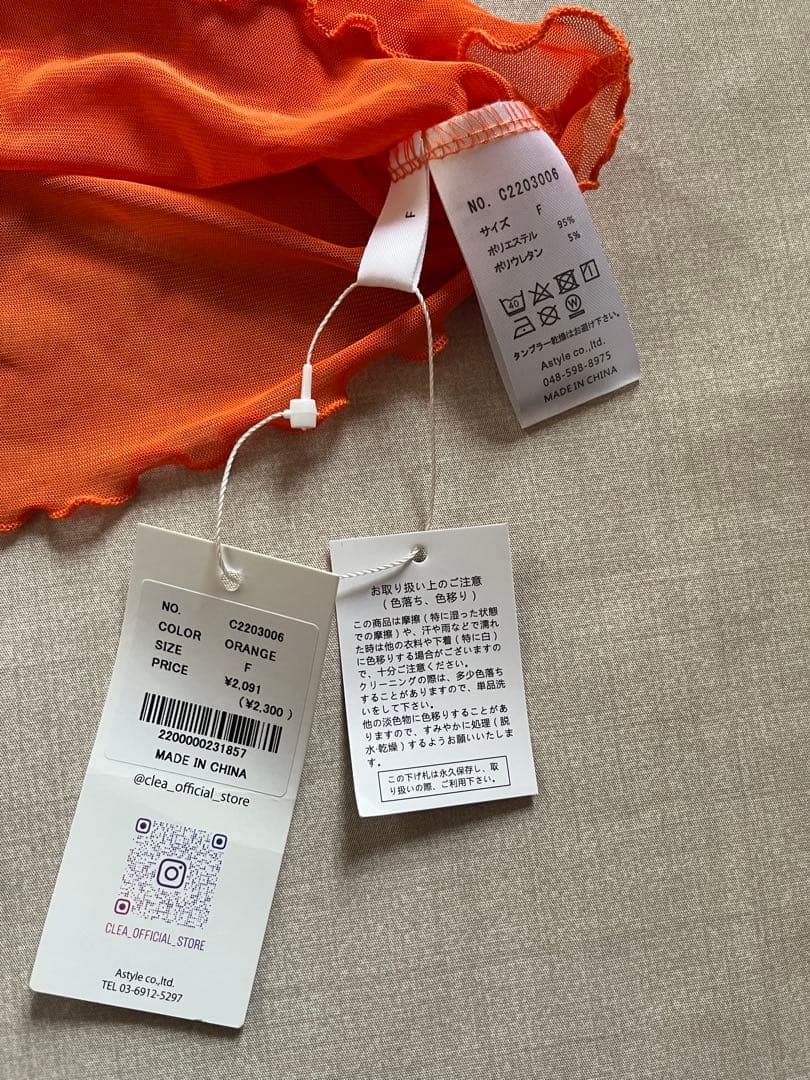 F
NO. C2203006
サイズ F
ポリエステル 95%
ポリウレタン 5%
40
W
タンブラー乾燥はお避け下さい。
Astyle co.,ltd.
048-598-8975
MADE IN CHINA
NO. C2203006
COLOR ORANGE
SIZE F
PRICE ¥2,091
(¥2,300 )
2200000231857
MADE IN CHINA
@clea_official_store
CLEA_OFFICIAL_STORE
Astyle co.,ltd.
TEL 03-6912-5297
お取り扱い上のご注意
(色落ち、色移り)
この商品は摩擦(特に湿った状態
での摩擦)や、汗や雨などで濡れ
た時は他の衣料や下着(特に白)
に色移りする場合がございますの
で、十分ご注意ください。
クリーニングの際は、多少色落ち
することがありますので、単品洗
いをして下さい。
他の淡色物に色移りすることがあ
りますので、すみやかに処理(脱
水·乾燥)するようお願いいたしま
す。
この下げ札は永久保存し、取
り扱いの際、ご利用下さい。